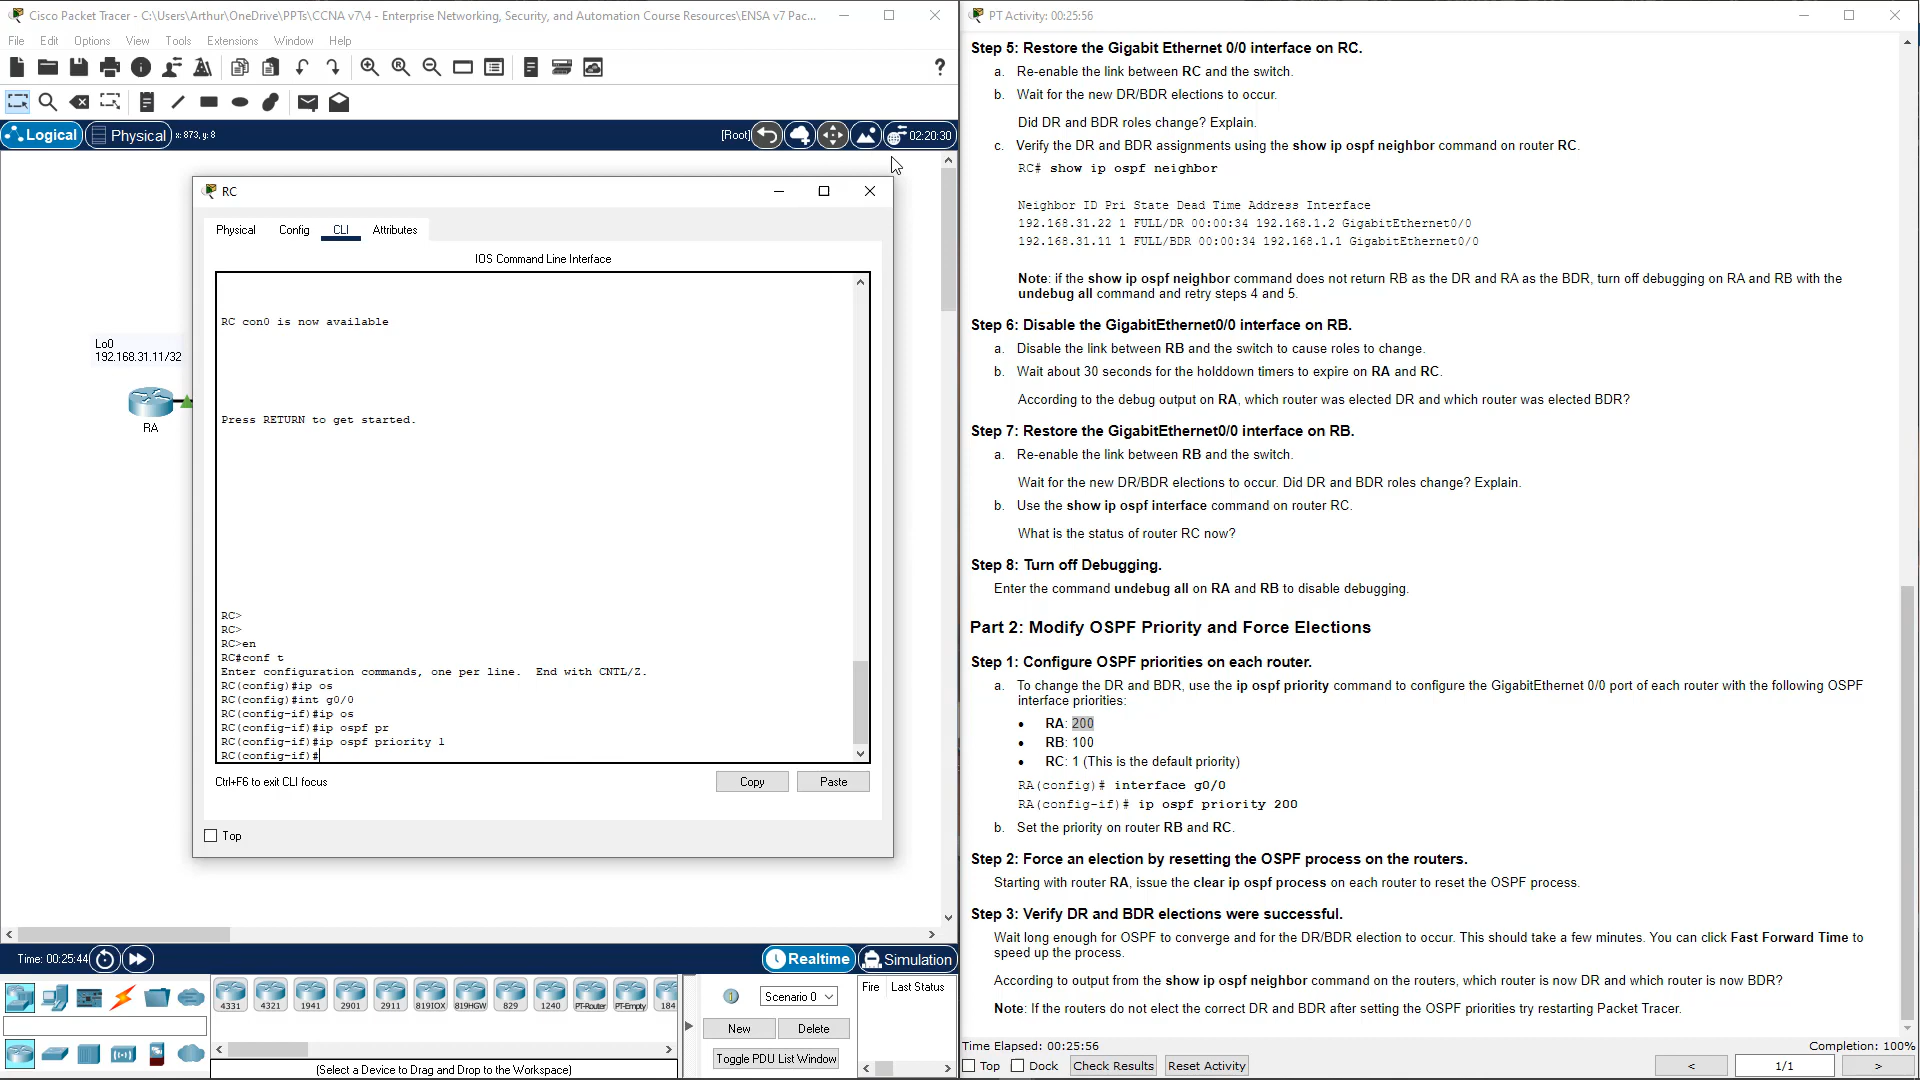 Cisco Packet Tracer - C:\Users\Arthur\OneDrive\PPTs\CCNA v7\4 - Enterprise Networking, Security, and Automation Course Resources\ENSA v7 Pac...
File Edit Options View Tools Extensions Window Help
?
Logical Physical x: 873, y: 8 [Root] 02:20:30
RC
Physical Config CLI Attributes
IOS Command Line Interface
RC con0 is now available
Press RETURN to get started.
RC>
RC>
RC>en
RC#conf t
Enter configuration commands, one per line. End with CNTL/Z.
RC(config)#ip os
RC(config)#int g0/0
RC(config-if)#ip os
RC(config-if)#ip ospf pr
RC(config-if)#ip ospf priority 1
RC(config-if)#
Ctrl+F6 to exit CLI focus
Copy Paste
Top
Lo0
192.168.31.11/32
RA
Time: 00:25:44
Realtime Simulation
4331 4321 1941 2901 2911 819IOX 819HGW 829 1240 PT-Router PT-Empty 184
(Select a Device to Drag and Drop to the Workspace)
Scenario 0
New Delete
Toggle PDU List Window
Fire Last Status
PT Activity: 00:25:56
Step 5: Restore the Gigabit Ethernet 0/0 interface on RC.
a. Re-enable the link between RC and the switch.
b. Wait for the new DR/BDR elections to occur.
Did DR and BDR roles change? Explain.
c. Verify the DR and BDR assignments using the show ip ospf neighbor command on router RC.
RC# show ip ospf neighbor
Neighbor ID Pri State Dead Time Address Interface
192.168.31.22 1 FULL/DR 00:00:34 192.168.1.2 GigabitEthernet0/0
192.168.31.11 1 FULL/BDR 00:00:34 192.168.1.1 GigabitEthernet0/0
Note: if the show ip ospf neighbor command does not return RB as the DR and RA as the BDR, turn off debugging on RA and RB with the
undebug all command and retry steps 4 and 5.
Step 6: Disable the GigabitEthernet0/0 interface on RB.
a. Disable the link between RB and the switch to cause roles to change.
b. Wait about 30 seconds for the holddown timers to expire on RA and RC.
According to the debug output on RA, which router was elected DR and which router was elected BDR?
Step 7: Restore the GigabitEthernet0/0 interface on RB.
a. Re-enable the link between RB and the switch.
Wait for the new DR/BDR elections to occur. Did DR and BDR roles change? Explain.
b. Use the show ip ospf interface command on router RC.
What is the status of router RC now?
Step 8: Turn off Debugging.
Enter the command undebug all on RA and RB to disable debugging.
Part 2: Modify OSPF Priority and Force Elections
Step 1: Configure OSPF priorities on each router.
a. To change the DR and BDR, use the ip ospf priority command to configure the GigabitEthernet 0/0 port of each router with the following OSPF
interface priorities:
• RA: 200
• RB: 100
• RC: 1 (This is the default priority)
RA(config)# interface g0/0
RA(config-if)# ip ospf priority 200
b. Set the priority on router RB and RC.
Step 2: Force an election by resetting the OSPF process on the routers.
Starting with router RA, issue the clear ip ospf process on each router to reset the OSPF process.
Step 3: Verify DR and BDR elections were successful.
Wait long enough for OSPF to converge and for the DR/BDR election to occur. This should take a few minutes. You can click Fast Forward Time to
speed up the process.
According to output from the show ip ospf neighbor command on the routers, which router is now DR and which router is now BDR?
Note: If the routers do not elect the correct DR and BDR after setting the OSPF priorities try restarting Packet Tracer.
Time Elapsed: 00:25:56 Completion: 100%
Top Dock Check Results Reset Activity < 1/1 >